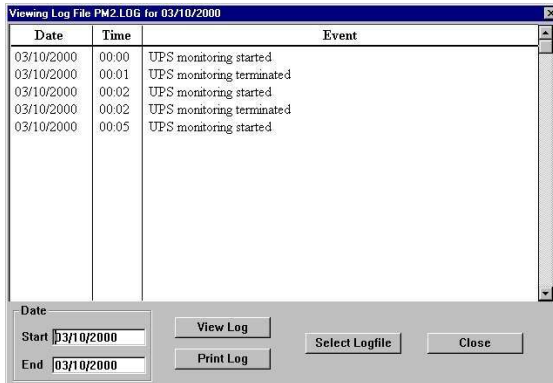 Viewing Log File PM2.LOG for 03/10/2000
Date Time Event
03/10/2000 00:00 UPS monitoring started
03/10/2000 00:01 UPS monitoring terminated
03/10/2000 00:02 UPS monitoring started
03/10/2000 00:02 UPS monitoring terminated
03/10/2000 00:05 UPS monitoring started
Date
Start 03/10/2000
End 03/10/2000
View Log
Print Log
Select Logfile
Close